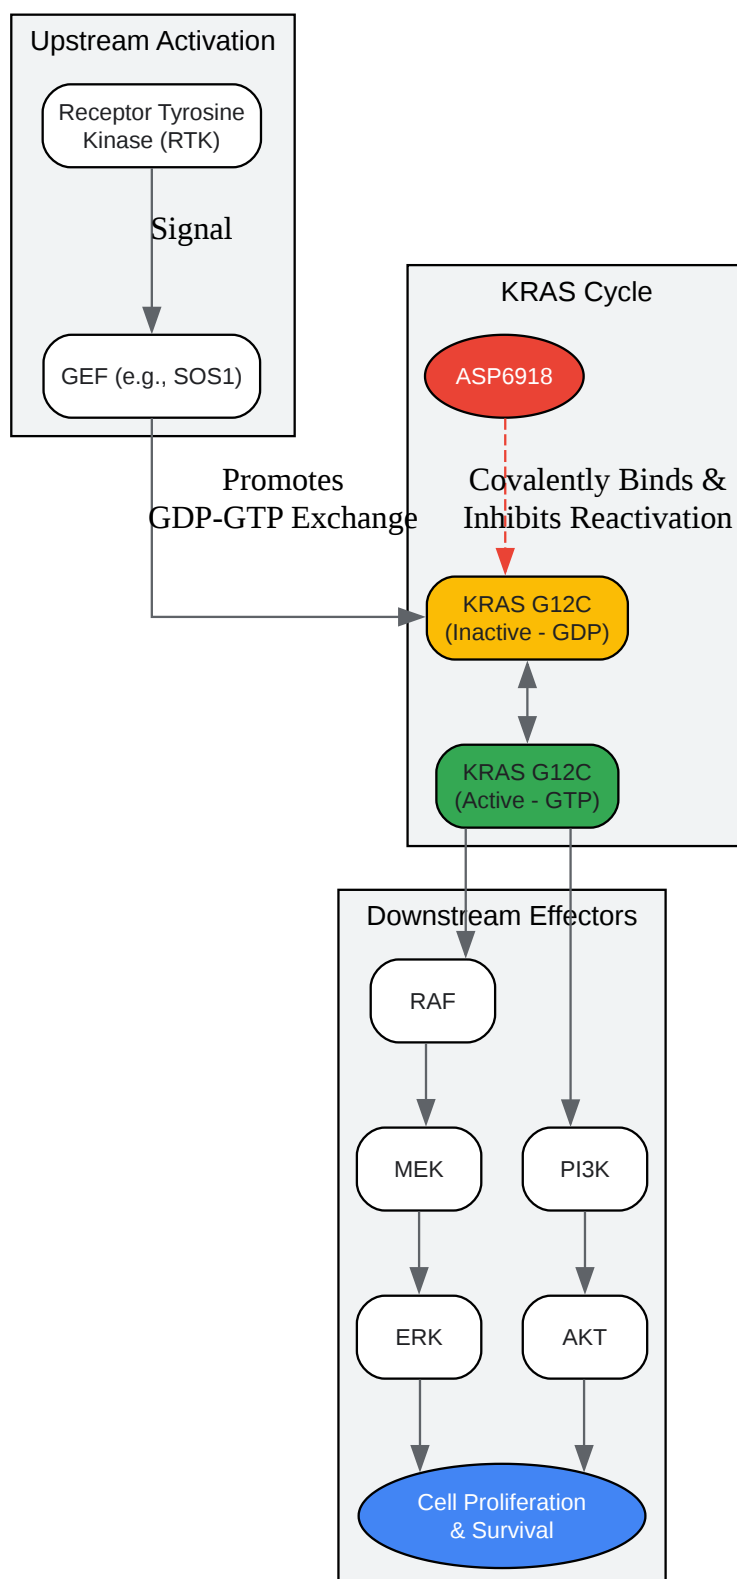 Upstream Activation
Receptor Tyrosine
Kinase (RTK)
Signal
GEF (e.g., SOS1)
KRAS Cycle
ASP6918
Promotes
GDP-GTP Exchange
Covalently Binds &
Inhibits Reactivation
KRAS G12C
(Inactive - GDP)
KRAS G12C
(Active - GTP)
Downstream Effectors
RAF
MEK
PI3K
ERK
AKT
Cell Proliferation
& Survival